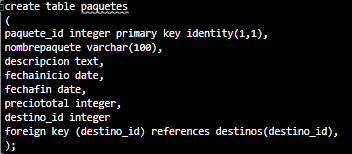 create table paquetes
(
paquete_id integer primary key identity(1,1),
nombrepaquete varchar(100),
descripcion text,
fechainicio date,
fechafin date,
preciototal integer,
destino_id integer
foreign key (destino_id) references destinos(destino_id),
);